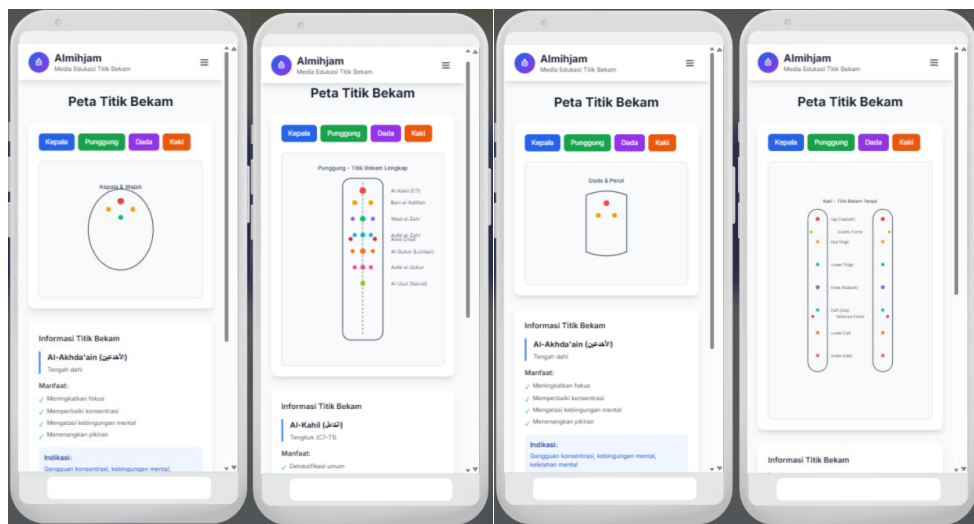 Almihjam
Media Edukasi Titik Bekam
Peta Titik Bekam
Kepala Punggung Dada Kaki
Kepala & Wajah
Informasi Titik Bekam
Al-Akhda'ain (الأخدعين)
Tengah dahi
Manfaat:
✓ Meningkatkan fokus
✓ Memperbaiki konsentrasi
✓ Mengatasi kebingungan mental
✓ Menenangkan pikiran
Indikasi:
Gangguan konsentrasi, kebingungan mental,
Almihjam
Media Edukasi Titik Bekam
Peta Titik Bekam
Kepala Punggung Dada Kaki
Punggung - Titik Bekam Lengkap
Al-Kahil (C7)
Bain al-Katifain
Wasat al-Zahr
Asfal al-Zahr
Area Ginjal
Al-Qutun (Lumbar)
Asfal al-Qutun
Al-Ujuz (Sacral)
Informasi Titik Bekam
Al-Kahil
Tengkuk (C7-T1)
Manfaat:
✓ Detoksifikasi umum
Almihjam
Media Edukasi Titik Bekam
Peta Titik Bekam
Kepala Punggung Dada Kaki
Dada & Perut
Informasi Titik Bekam
Al-Akhda'ain (الأخدعين)
Tengah dahi
Manfaat:
✓ Meningkatkan fokus
✓ Memperbaiki konsentrasi
✓ Mengatasi kebingungan mental
✓ Menenangkan pikiran
Indikasi:
Gangguan konsentrasi, kebingungan mental,
kelelahan mental
Almihjam
Media Edukasi Titik Bekam
Peta Titik Bekam
Kepala Punggung Dada Kaki
Kaki - Titik Bekam Terapi
Mid Thigh
Lower Thigh
Knee (Rukbah)
Calf
Lower Calf
Informasi Titik Bekam